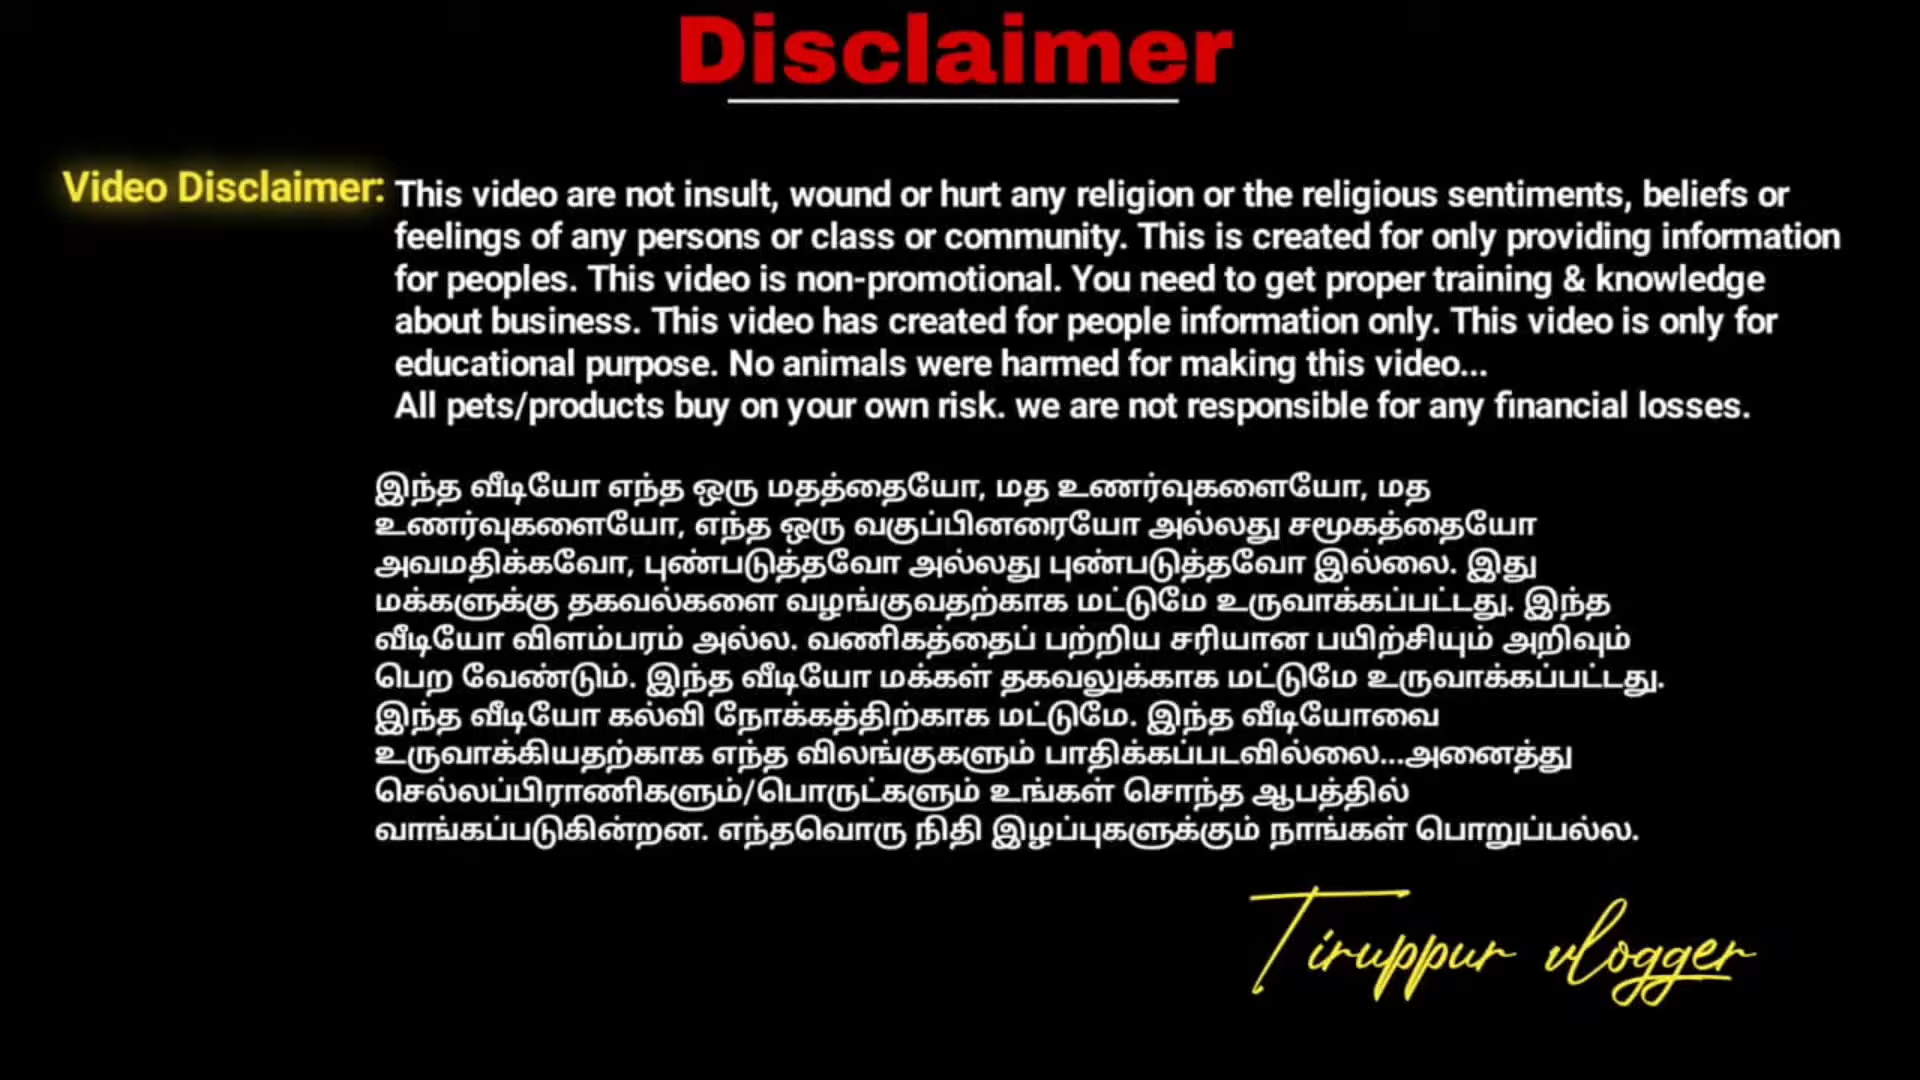 Disclaimer
Video Disclaimer: This video are not insult, wound or hurt any religion or the religious sentiments, beliefs or
feelings of any persons or class or community. This is created for only providing information
for peoples. This video is non-promotional. You need to get proper training & knowledge
about business. This video has created for people information only. This video is only for
educational purpose. No animals were harmed for making this video...
All pets/products buy on your own risk. we are not responsible for any financial losses.
இந்த வீடியோ எந்த ஒரு மதத்தையோ, மத உணர்வுகளையோ, மத
உணர்வுகளையோ, எந்த ஒரு வகுப்பினரையோ அல்லது சமூகத்தையோ
அவமதிக்கவோ, புண்படுத்தவோ அல்லது புண்படுத்தவோ இல்லை. இது
மக்களுக்கு தகவல்களை வழங்குவதற்காக மட்டுமே உருவாக்கப்பட்டது. இந்த
வீடியோ விளம்பரம் அல்ல. வணிகத்தைப் பற்றிய சரியான பயிற்சியும் அறிவும்
பெற வேண்டும். இந்த வீடியோ மக்கள் தகவலுக்காக மட்டுமே உருவாக்கப்பட்டது.
இந்த வீடியோ கல்வி நோக்கத்திற்காக மட்டுமே. இந்த வீடியோவை
உருவாக்கியதற்காக எந்த விலங்குகளும் பாதிக்கப்படவில்லை...அனைத்து
செல்லப்பிராணிகளும்/பொருட்களும் உங்கள் சொந்த ஆபத்தில்
வாங்கப்படுகின்றன. எந்தவொரு நிதி இழப்புகளுக்கும் நாங்கள் பொறுப்பல்ல.
Tiruppur vlogger